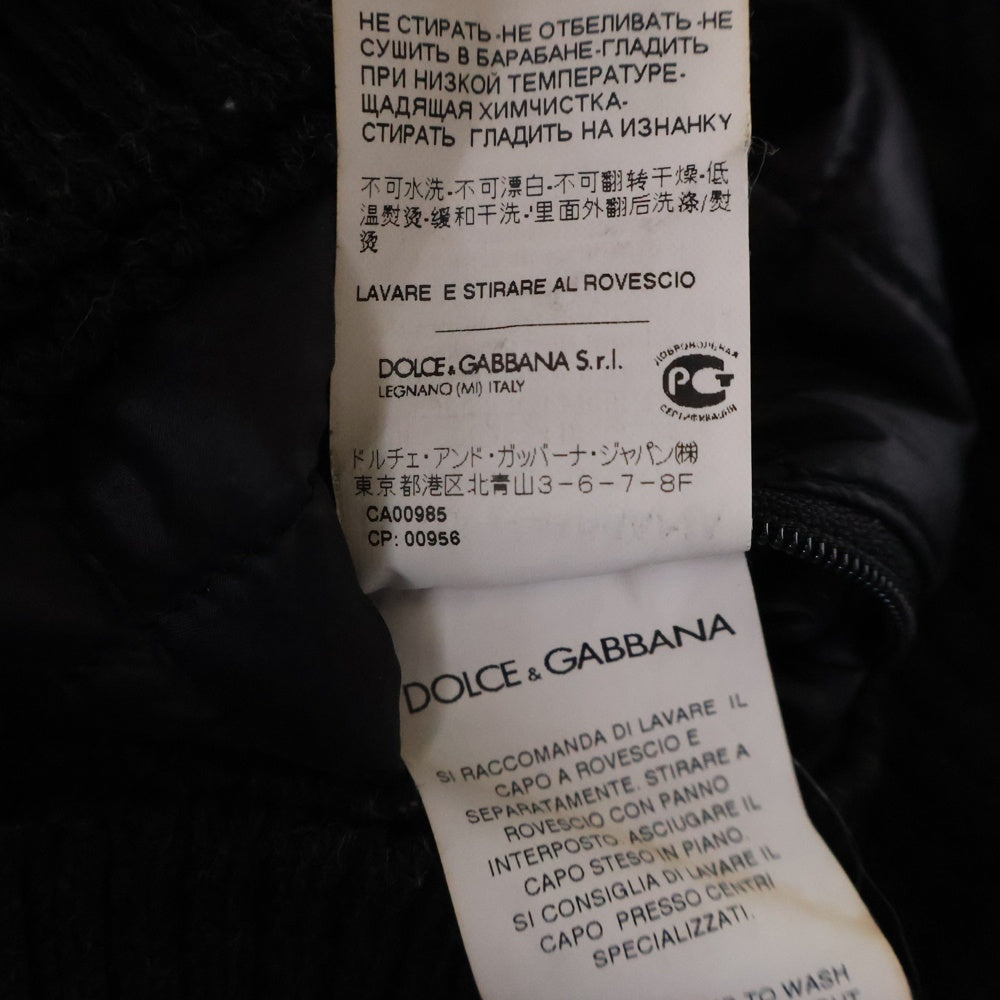 НЕ СТИРАТЬ-НЕ ОТБЕЛИВАТЬ-НЕ
СУШИТЬ В БАРАБАНЕ-ГЛАДИТЬ
ПРИ НИЗКОЙ ТЕМПЕРАТУРЕ-
ЩАДЯЩАЯ ХИМЧИСТКА-
СТИРАТЬ ГЛАДИТЬ НА ИЗНАНКУ
不可水洗-不可漂白-不可翻转干燥-低
温熨烫-缓和干洗-'里面外翻后洗涤/熨
烫
LAVARE E STIRARE AL ROVESCIO
DOLCE & GABBANA S.r.l.
LEGNANO (MI) ITALY
ДОБРОВОЛЬНАЯ
РСТ
СЕРТИФИКАЦИЯ
ドルチェ・アンド・ガッバーナ・ジャパン㈱
東京都港区北青山3-6-7-8F
CA00985
CP: 00956
DOLCE & GABBANA
SI RACCOMANDA DI LAVARE IL
CAPO A ROVESCIO E
SEPARATAMENTE. STIRARE A
ROVESCIO CON PANNO
INTERPOSTO. ASCIUGARE IL
CAPO STESO IN PIANO.
SI CONSIGLIA DI LAVARE IL
CAPO PRESSO CENTRI
SPECIALIZZATI.
TO WASH